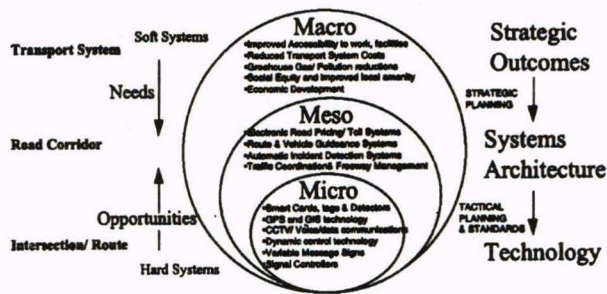 Transport System
Soft Systems
Needs
Road Corridor
Opportunities
Intersection/ Route
Hard Systems
Macro
•Improved Accessibility to work, facilities
•Reduced Transport System Costs
•Greehouse Gas/ Pollution reductions
•Social Equity and Improved local amenity
•Economic Development
Meso
•Electronic Road Pricing/ Toll Systems
•Route & Vehicle Guideance Systems
•Automatic Incident Detection Systems
•Traffic Coordination& Freeway Management
Micro
•Smart Cards, tags & Detectors
•GPS and GIS technology
•CCTV/ Voice/data communications
•Dynamic control technology
•Variable Message Signs
•Signal Controllers
Strategic
Outcomes
STRATEGIC
PLANNING
Systems
Architecture
TACTICAL
PLANNING
& STANDARDS
Technology